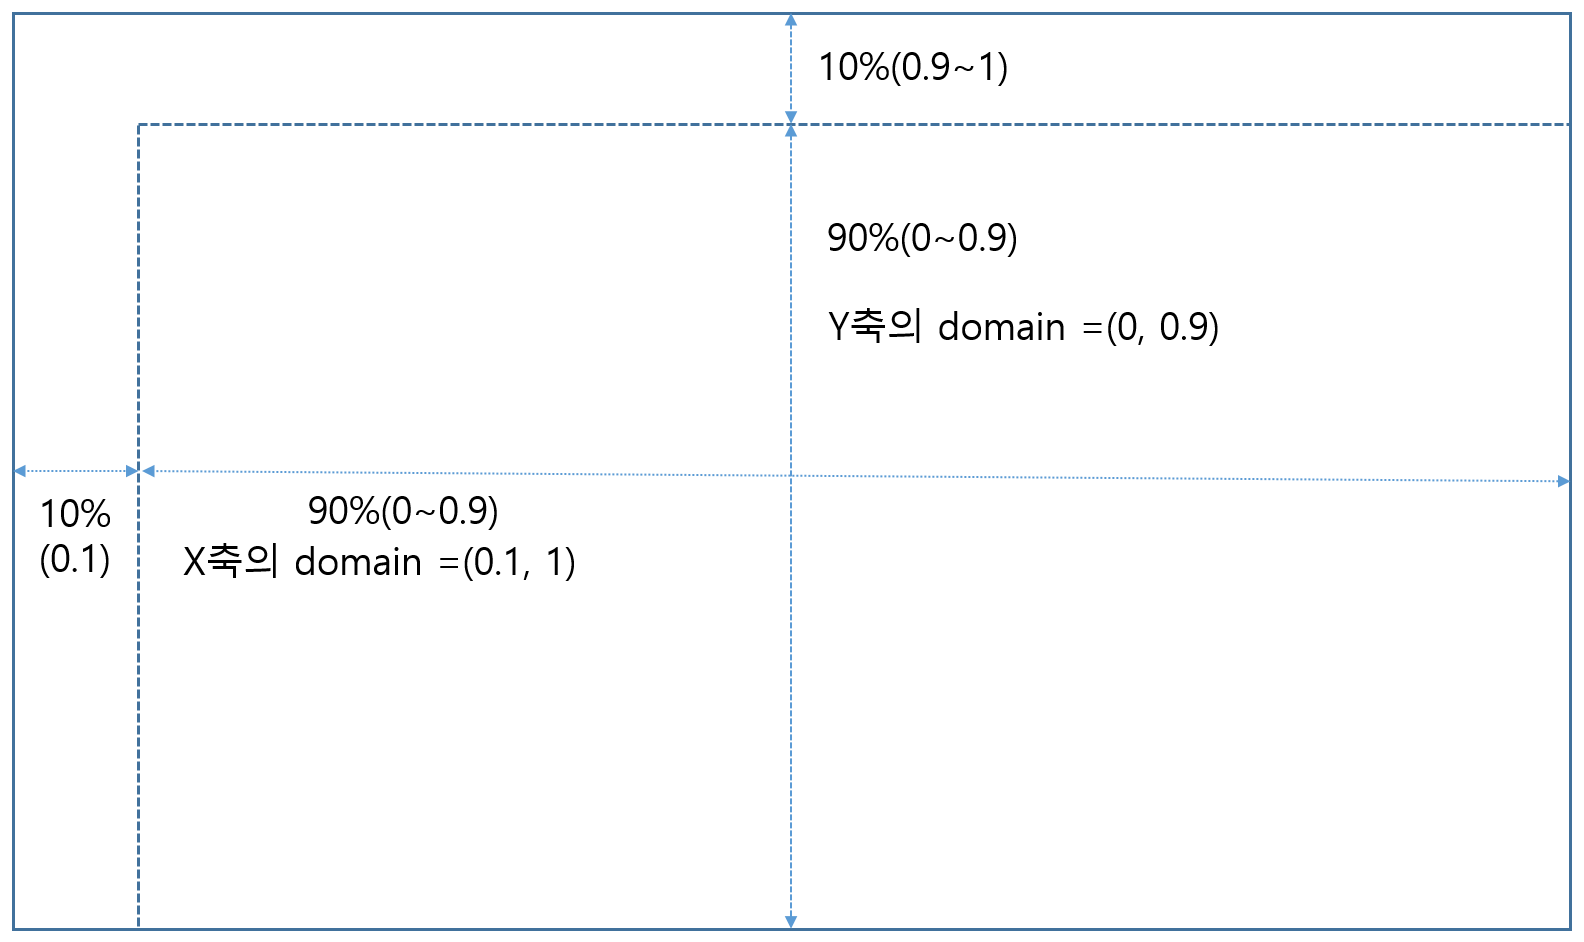 10%(0.9~1)
90%(0~0.9)
Y축의 domain =(0, 0.9)
10%
(0.1)
90%(0~0.9)
X축의 domain =(0.1, 1)